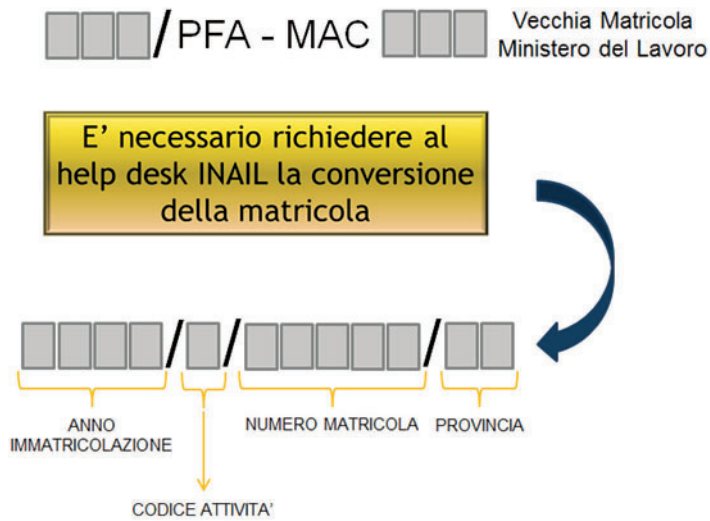 / PFA - MAC
Vecchia Matricola
Ministero del Lavoro
E' necessario richiedere al
help desk INAIL la conversione
della matricola
/ / /
ANNO
IMMATRICOLAZIONE
NUMERO MATRICOLA
PROVINCIA
CODICE ATTIVITA'